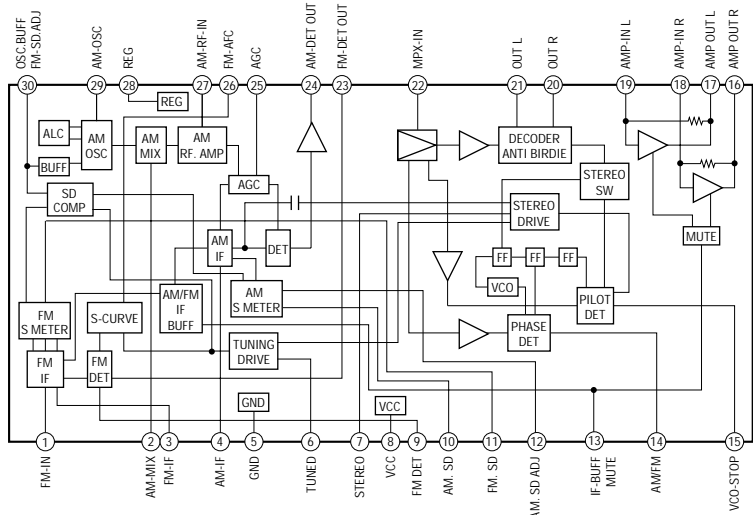 OSC.BUFF
FM-SD.ADJ
AM-OSC
REG
AM-RF-IN
FM-AFC
AGC
AM-DET OUT
FM-DET OUT
MPX-IN
OUT L
OUT R
AMP-IN L
AMP-IN R
AMP OUT L
AMP OUT R
30
29
28
27
26
25
24
23
22
21
20
19
18
17
16
REG
ALC
AM
OSC
AM
MIX
AM
RF. AMP
DECODER
ANTI BIRDIE
BUFF
AGC
STEREO
SW
SD
COMP
STEREO
DRIVE
AM
IF
DET
MUTE
FF
FF
FF
VCO
AM/FM
IF
BUFF
AM
S METER
PILOT
DET
FM
S METER
S-CURVE
PHASE
DET
TUNING
DRIVE
FM
IF
FM
DET
GND
VCC
1
2
3
4
5
6
7
8
9
10
11
12
13
14
15
FM-IN
AM-MIX
FM-IF
AM-IF
GND
TUNED
STEREO
VCC
FM DET
AM. SD
FM. SD
AM. SD ADJ
IF-BUFF
MUTE
AM/FM
VCO-STOP